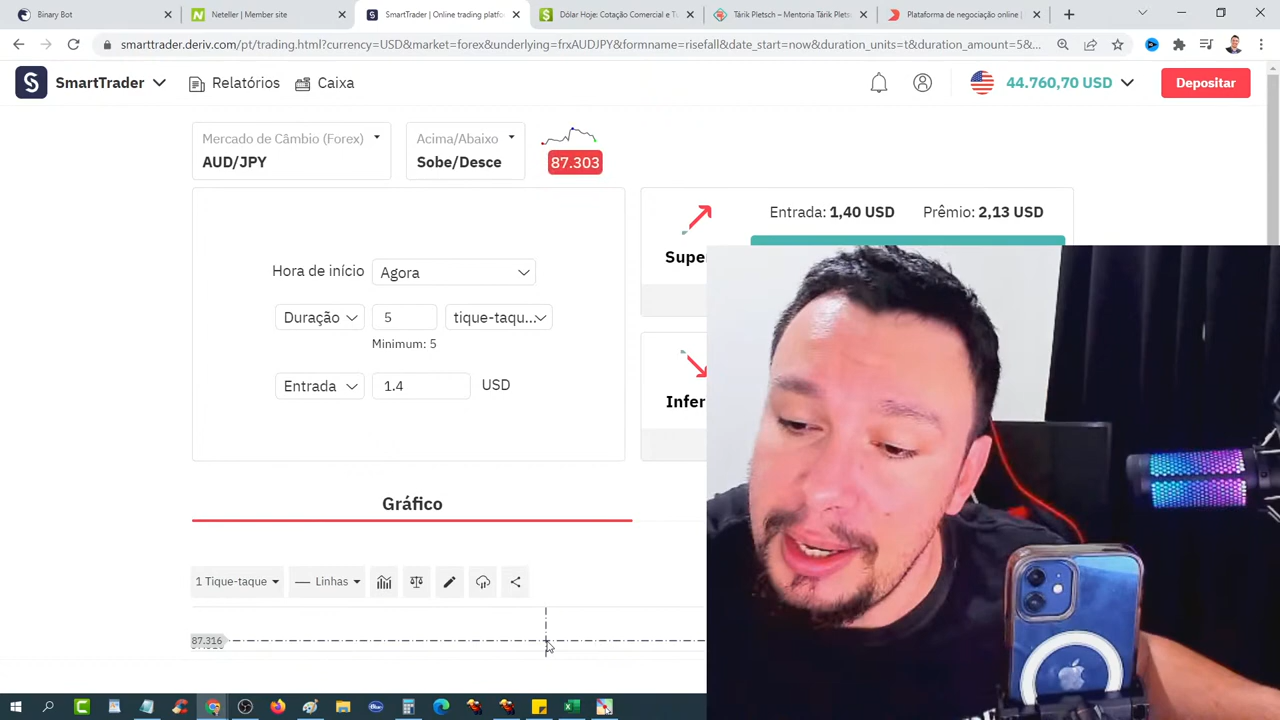 Binary Bot
Neteller | Member site
SmartTrader | Online trading platfo
Dólar Hoje: Cotação Comercial e T
Tárik Pletsch – Mentoria Tárik Pletsc
Plataforma de negociação online |
smarttrader.deriv.com/pt/trading.html?currency=USD&market=forex&underlying=frxAUDJPY&formname=risefall&date_start=now&duration_units=t&duration_amount=5&...
SmartTrader
Relatórios
Caixa
44.760,70 USD
Depositar
Mercado de Câmbio (Forex)
AUD/JPY
Acima/Abaixo
Sobe/Desce
87.303
Entrada: 1,40 USD
Prêmio: 2,13 USD
Hora de início
Agora
Super
Duração
5
tique-taqu...
Minimum: 5
Entrada
1.4
USD
Infer
Gráfico
1 Tique-taque
Linhas
87.316